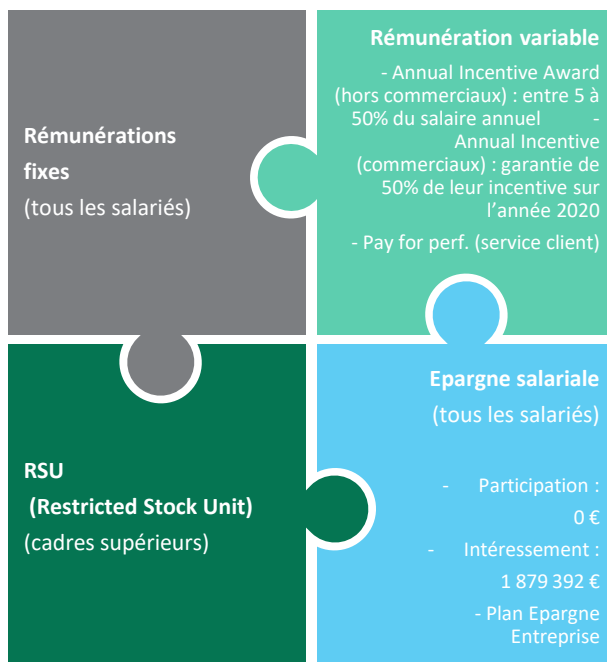 Rémunérations
fixes
(tous les salariés)
Rémunération variable
- Annual Incentive Award
(hors commerciaux) : entre 5 à
50% du salaire annuel -
Annual Incentive
(commerciaux) : garantie de
50% de leur incentive sur
l’année 2020
- Pay for perf. (service client)
RSU
(Restricted Stock Unit)
(cadres supérieurs)
Epargne salariale
(tous les salariés)
- Participation :
0 €
- Intéressement :
1 879 392 €
- Plan Epargne
Entreprise